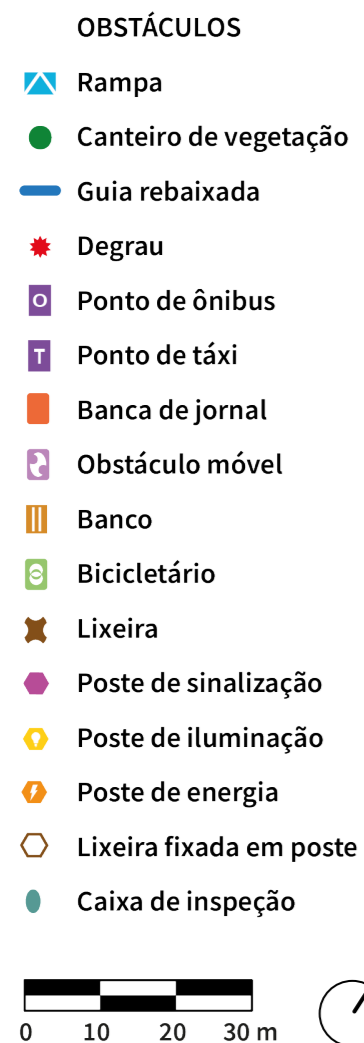 OBSTÁCULOS
Rampa
Canteiro de vegetação
Guia rebaixada
Degrau
O Ponto de ônibus
T Ponto de táxi
Banca de jornal
Obstáculo móvel
Banco
Bicicletário
Lixeira
Poste de sinalização
Poste de iluminação
Poste de energia
Lixeira fixada em poste
Caixa de inspeção
0 10 20 30 m